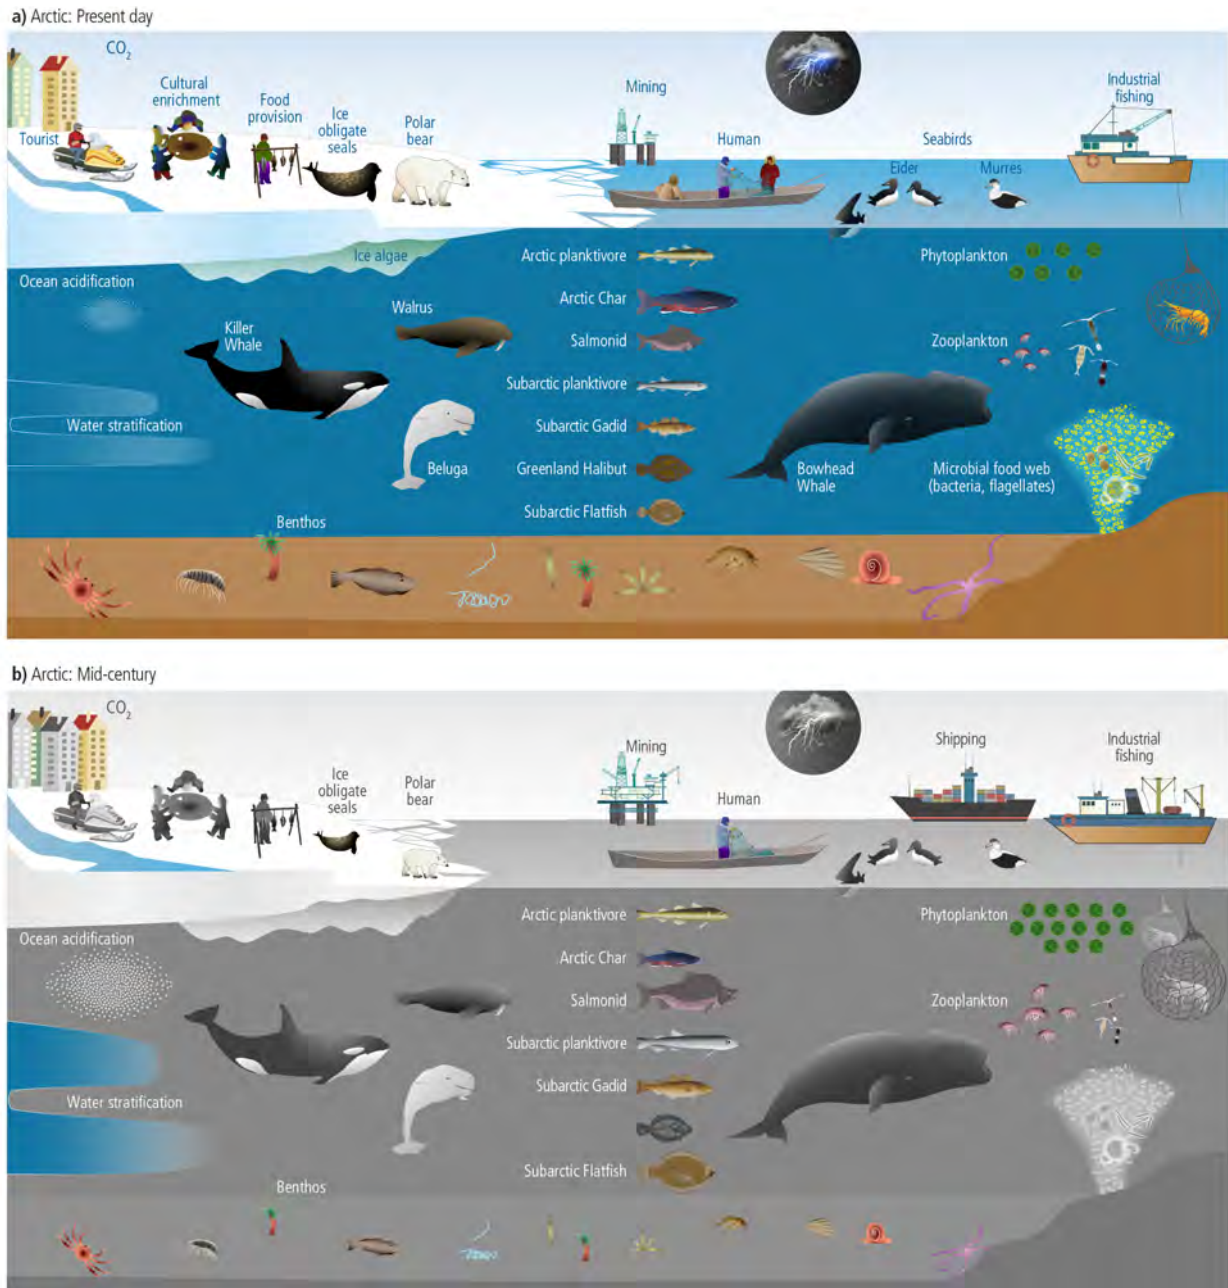 a) Arctic: Present day
CO2
Cultural
enrichment
Food
provision
Ice
obligate
seals
Polar
bear
Tourist
Mining
Human
Seabirds
Eider
Murres
Industrial
fishing
Ice algae
Ocean acidification
Killer
Whale
Walrus
Water stratification
Beluga
Arctic planktivore
Arctic Char
Salmonid
Subarctic planktivore
Subarctic Gadid
Greenland Halibut
Subarctic Flatfish
Bowhead
Whale
Phytoplankton
Zooplankton
Microbial food web
(bacteria, flagellates)
Benthos
b) Arctic: Mid-century
CO2
Ice
obligate
seals
Polar
bear
Mining
Human
Shipping
Industrial
fishing
Ocean acidification
Water stratification
Arctic planktivore
Arctic Char
Salmonid
Subarctic planktivore
Subarctic Gadid
Subarctic Flatfish
Phytoplankton
Zooplankton
Benthos